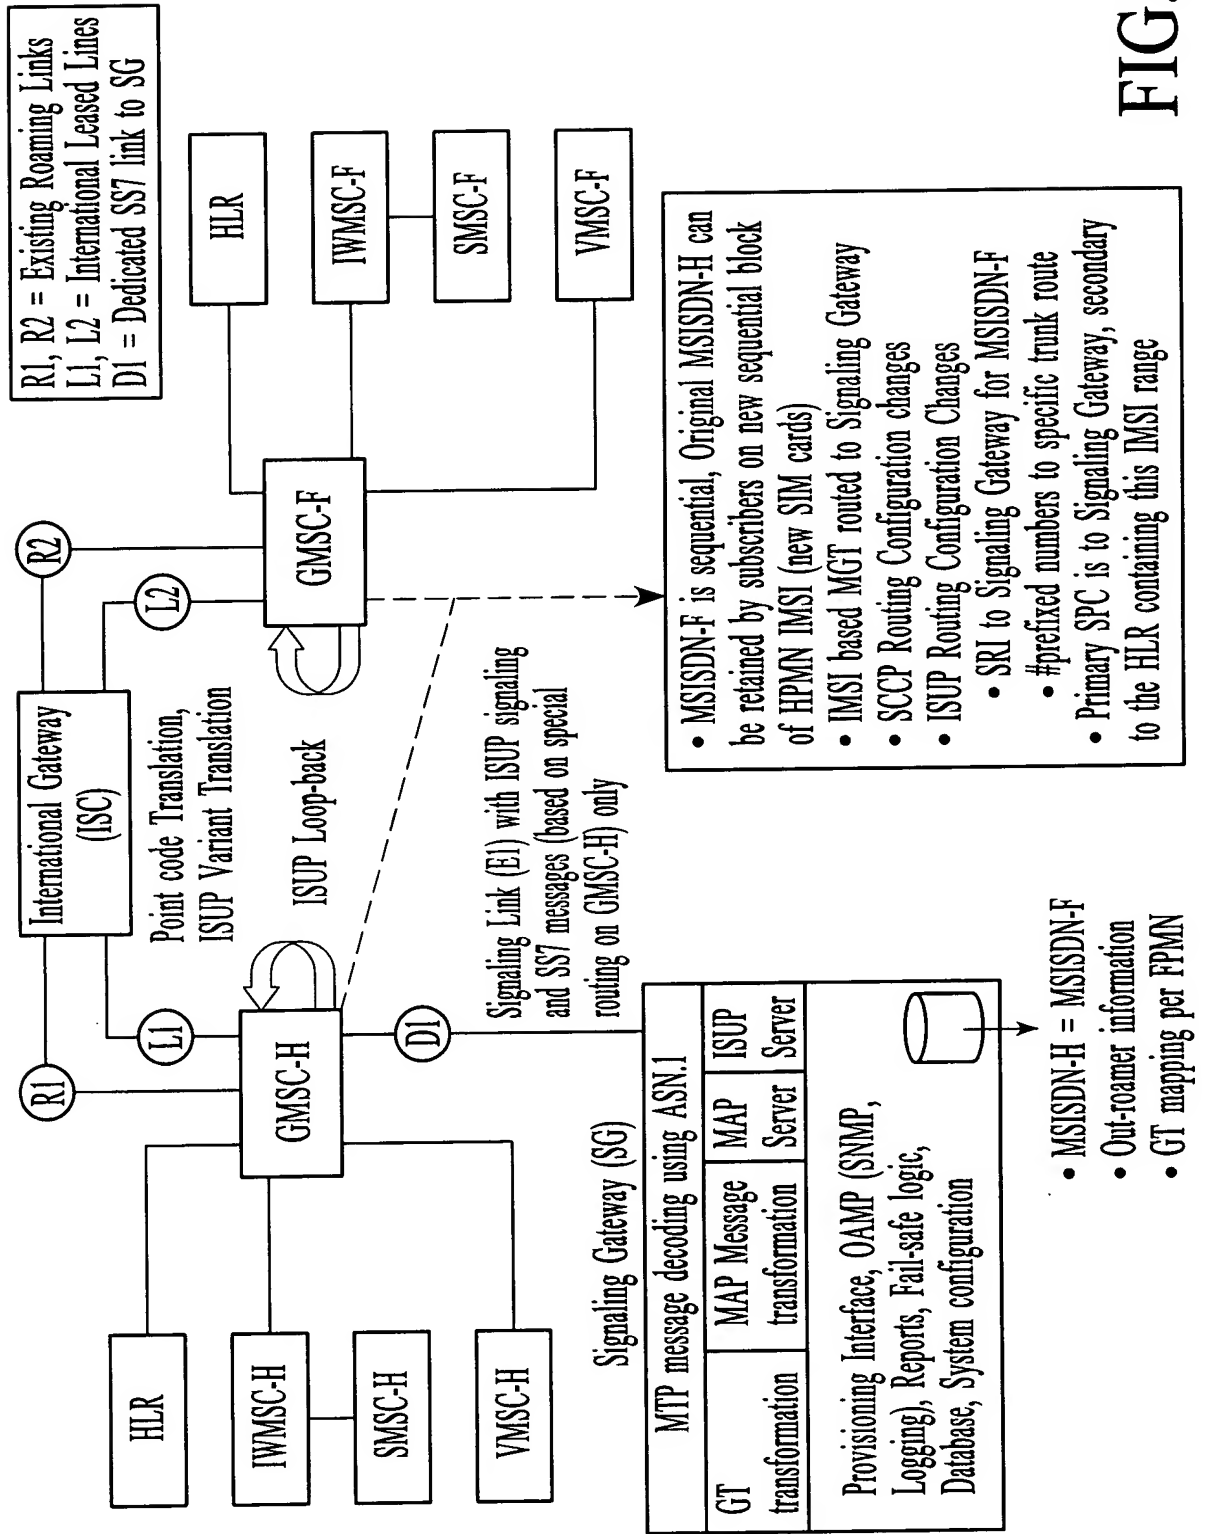 R1, R2 = Existing Roaming Links
L1, L2 = International Leased Lines
D1 = Dedicated SS7 link to SG
R1
International Gateway
(ISC)
R2
L1
L2
Point code Translation,
ISUP Variant Translation
HLR
GMSC-H
ISUP Loop-back
GMSC-F
HLR
IWMSC-H
IWMSC-F
SMSC-H
SMSC-F
VMSC-H
VMSC-F
D1
Signaling Link (E1) with ISUP signaling
and SS7 messages (based on special
routing on GMSC-H) only
Signaling Gateway (SG)
MTP message decoding using ASN.1
GT
transformation
MAP Message
transformation
MAP
Server
ISUP
Server
Provisioning Interface, OAMP (SNMP,
Logging), Reports, Fail-safe logic,
Database, System configuration
• MSISDN-H = MSISDN-F
• Out-roamer information
• GT mapping per FPMN
• MSISDN-F is sequential, Original MSISDN-H can
be retained by subscribers on new sequential block
of HPMN IMSI (new SIM cards)
• IMSI based MGT routed to Signaling Gateway
• SCCP Routing Configuration changes
• ISUP Routing Configuration Changes
• SRI to Signaling Gateway for MSISDN-F
• #prefixed numbers to specific trunk route
• Primary SPC is to Signaling Gateway, secondary
to the HLR containing this IMSI range
FIG.